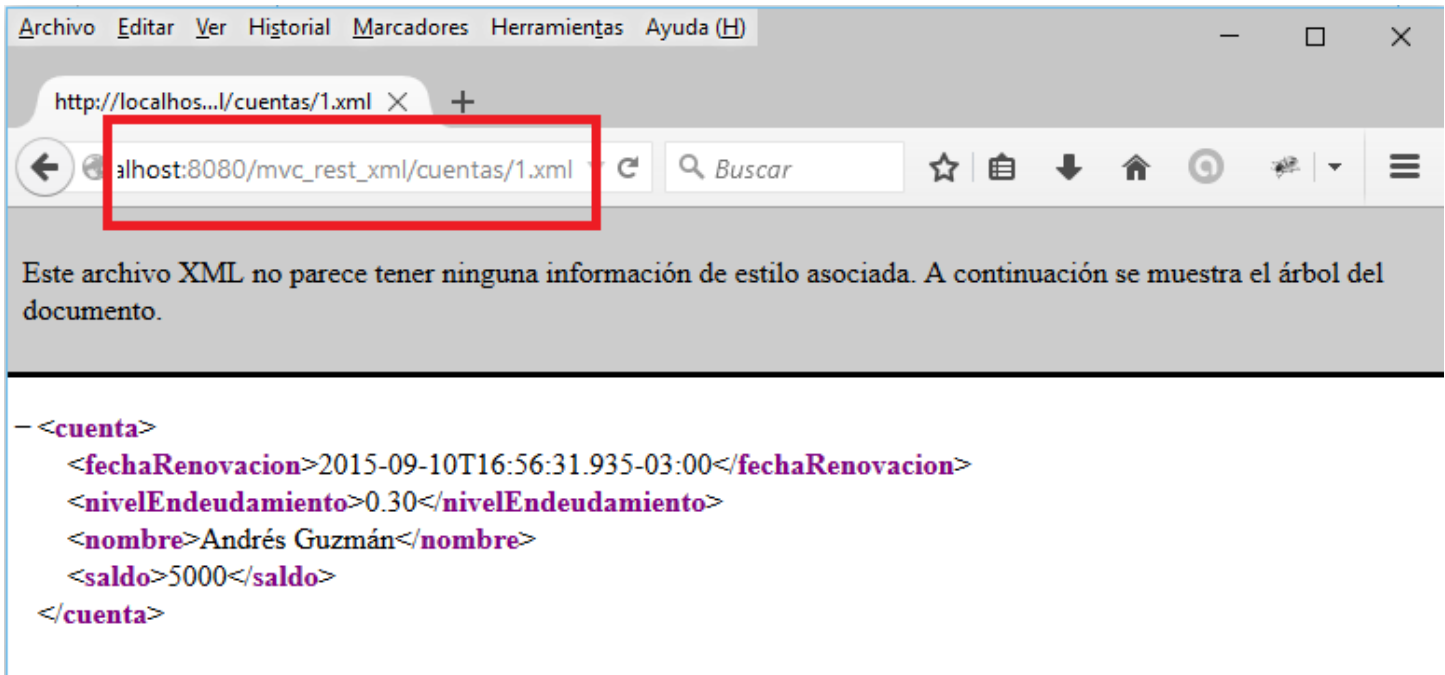 Archivo Editar Ver Historial Marcadores Herramientas Ayuda (H)
http://localhos...l/cuentas/1.xml
alhost:8080/mvc_rest_xml/cuentas/1.xml Buscar
Este archivo XML no parece tener ninguna información de estilo asociada. A continuación se muestra el árbol del
documento.
−<cuenta>
<fechaRenovacion>2015-09-10T16:56:31.935-03:00</fechaRenovacion>
<nivelEndeudamiento>0.30</nivelEndeudamiento>
<nombre>Andrés Guzmán</nombre>
<saldo>5000</saldo>
</cuenta>